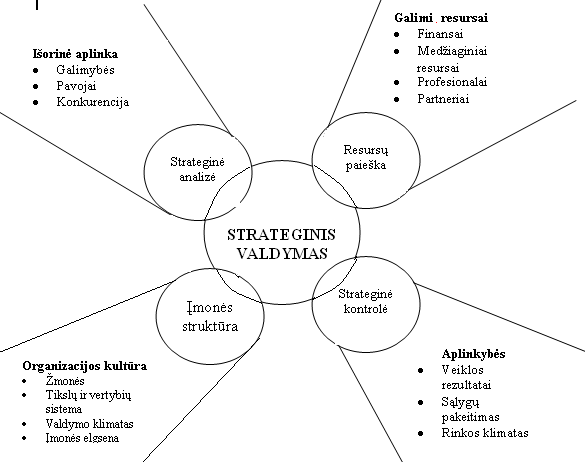 Išorinė aplinka
● Galimybės
● Pavojai
● Konkurencija
Galimi resursai
● Finansai
● Medžiaginiai
resursai
● Profesionalai
● Partneriai
Strateginė
analizė
Resursų
paieška
STRATEGINIS
VALDYMAS
Įmonės
struktūra
Strateginė
kontrolė
Organizacijos kultūra
• Žmonės
• Tikslų ir vertybių
sistema
• Valdymo klimatas
• Įmonės elgsena
Aplinkybės
● Veiklos
rezultatai
● Sąlygų
pakeitimas
● Rinkos klimatas